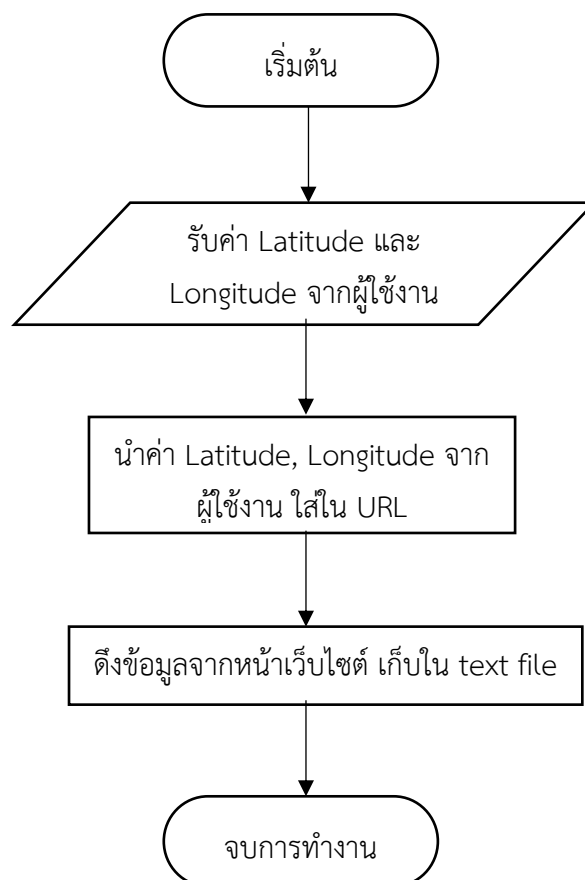 เริ่มต้น
รับค่า Latitude และ
Longitude จากผู้ใช้งาน
นำค่า Latitude, Longitude จาก
ผู้ใช้งาน ใส่ใน URL
ดึงข้อมูลจากหน้าเว็บไซต์ เก็บใน text file
จบการทำงาน